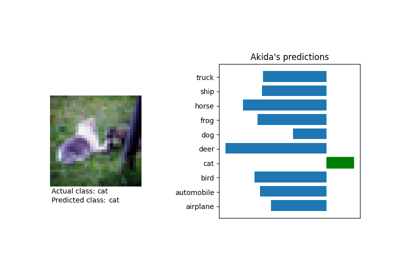 Akida's predictions
truck
ship
horse
frog
dog
deer
cat
bird
automobile
airplane
Actual class: cat
Predicted class: cat